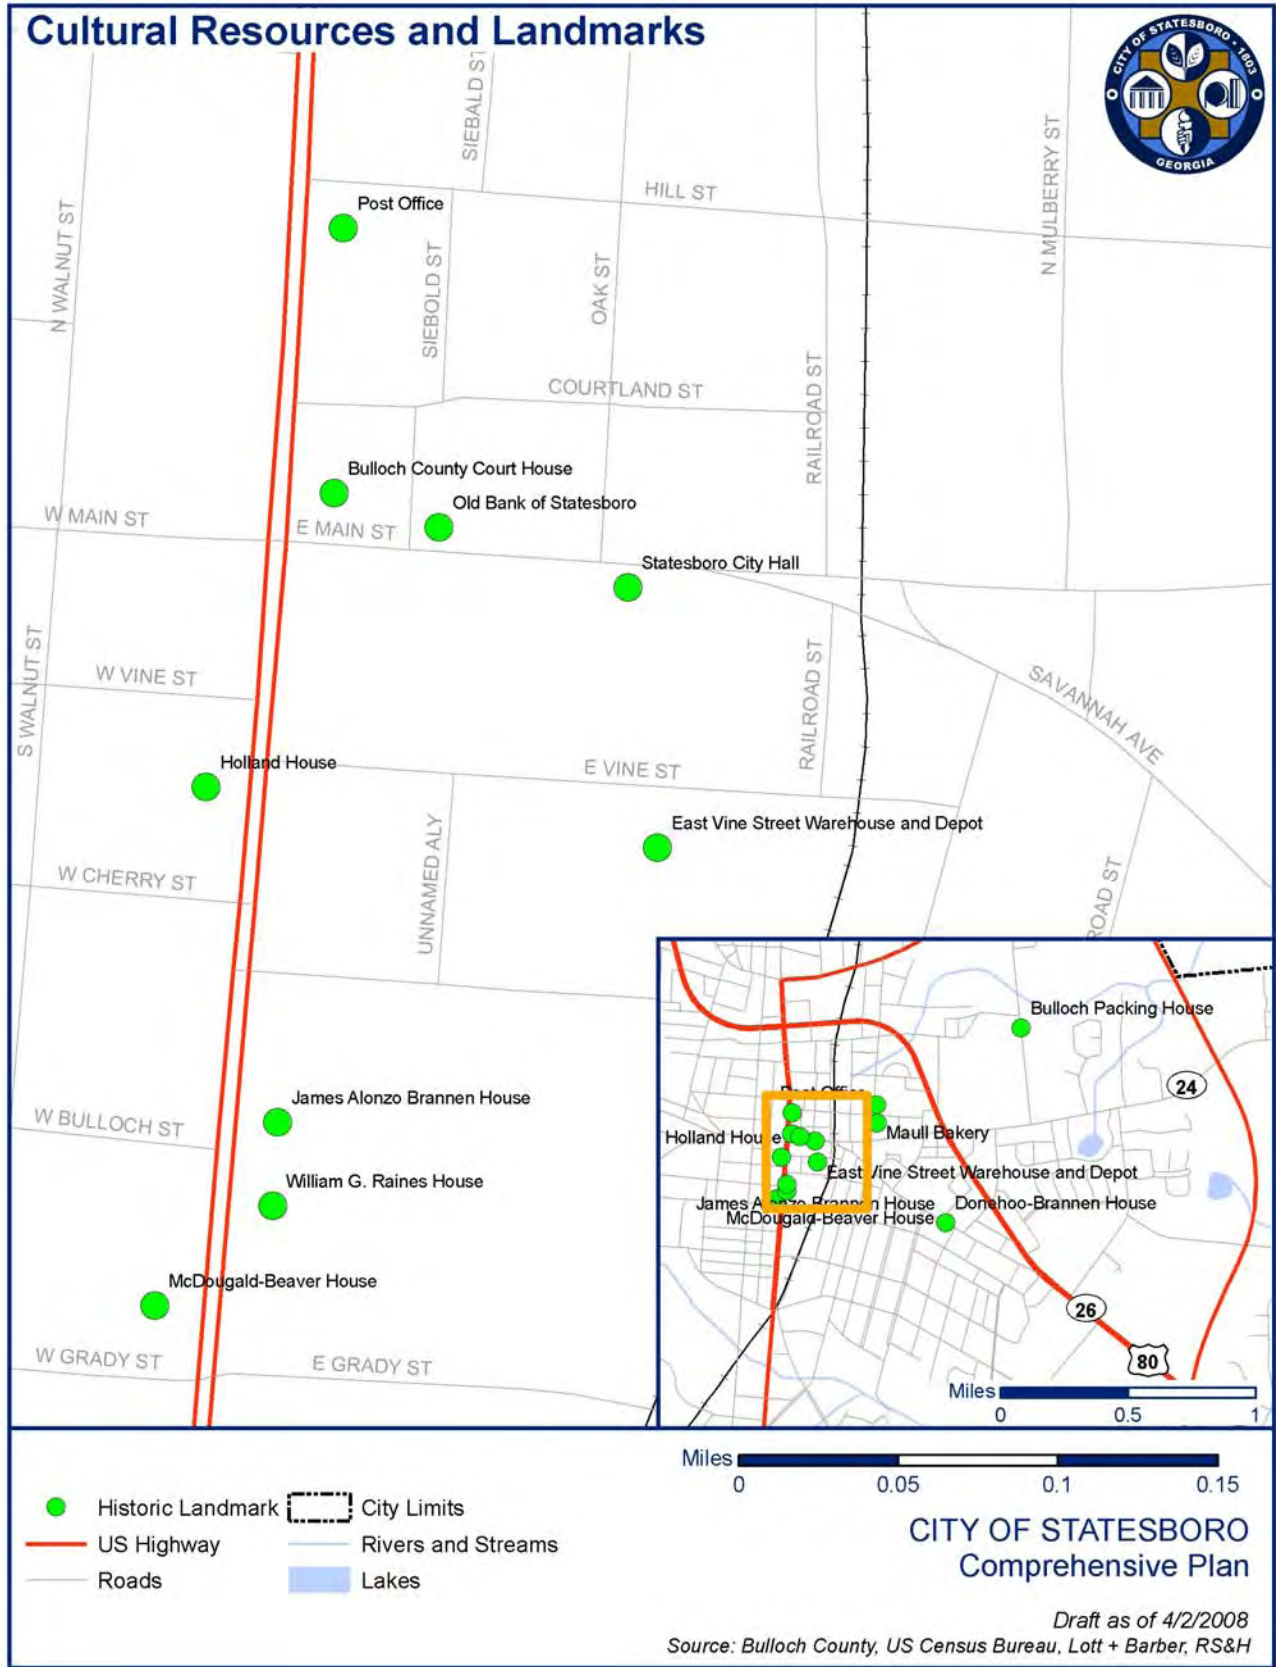 Cultural Resources and Landmarks
CITY OF STATESBORO · 1803
GEORGIA
SIEBALD ST
HILL ST
N MULBERRY ST
Post Office
N WALNUT ST
SIEBOLD ST
OAK ST
COURTLAND ST
RAILROAD ST
Bulloch County Court House
Old Bank of Statesboro
W MAIN ST
E MAIN ST
Statesboro City Hall
S WALNUT ST
W VINE ST
RAILROAD ST
SAVANNAH AVE
Holland House
E VINE ST
East Vine Street Warehouse and Depot
W CHERRY ST
UNNAMED ALY
ROAD ST
James Alonzo Brannen House
W BULLOCH ST
William G. Raines House
McDougald-Beaver House
W GRADY ST
E GRADY ST
Bulloch Packing House
24
Post Office
Holland House
Maull Bakery
East Vine Street Warehouse and Depot
James Alonzo Brannen House
Donehoo-Brannen House
McDougald-Beaver House
26
80
Miles
0 0.5 1
Miles
0 0.05 0.1 0.15
Historic Landmark
City Limits
US Highway
Rivers and Streams
Roads
Lakes
CITY OF STATESBORO
Comprehensive Plan
Draft as of 4/2/2008
Source: Bulloch County, US Census Bureau, Lott + Barber, RS&H